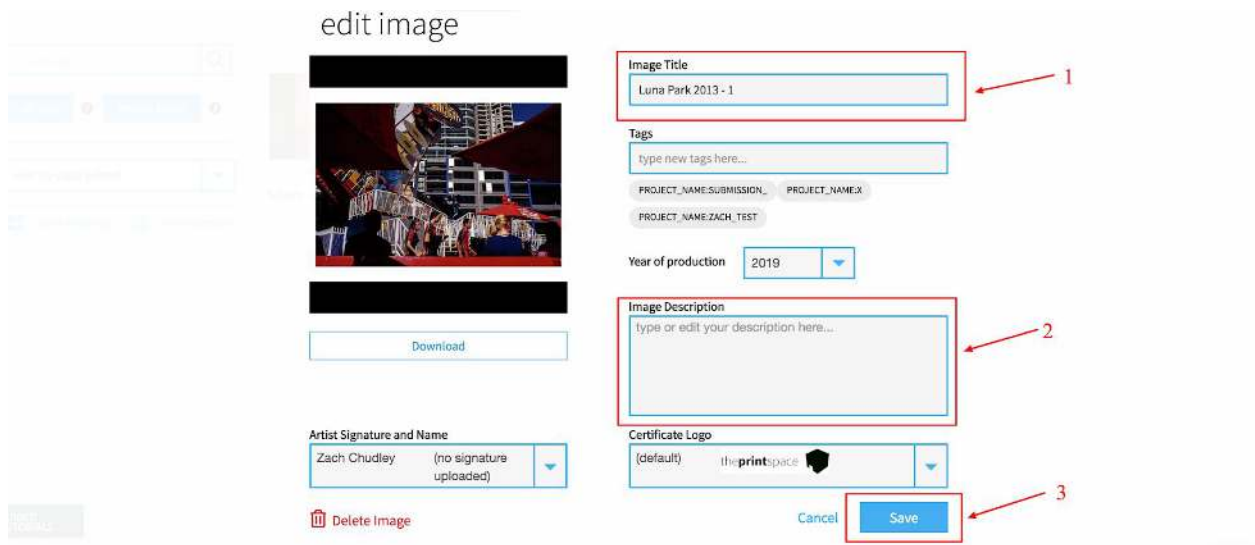 edit image
Image Title
Luna Park 2013 - 1
1
Tags
type new tags here...
PROJECT_NAME:SUBMISSION_ PROJECT_NAME:X
PROJECT_NAME:ZACH_TEST
Year of production 2019
Image Description
type or edit your description here...
2
Download
Artist Signature and Name
Zach Chudley (no signature
uploaded)
Certificate Logo
(default) theprintspace
3
Delete Image
Cancel Save